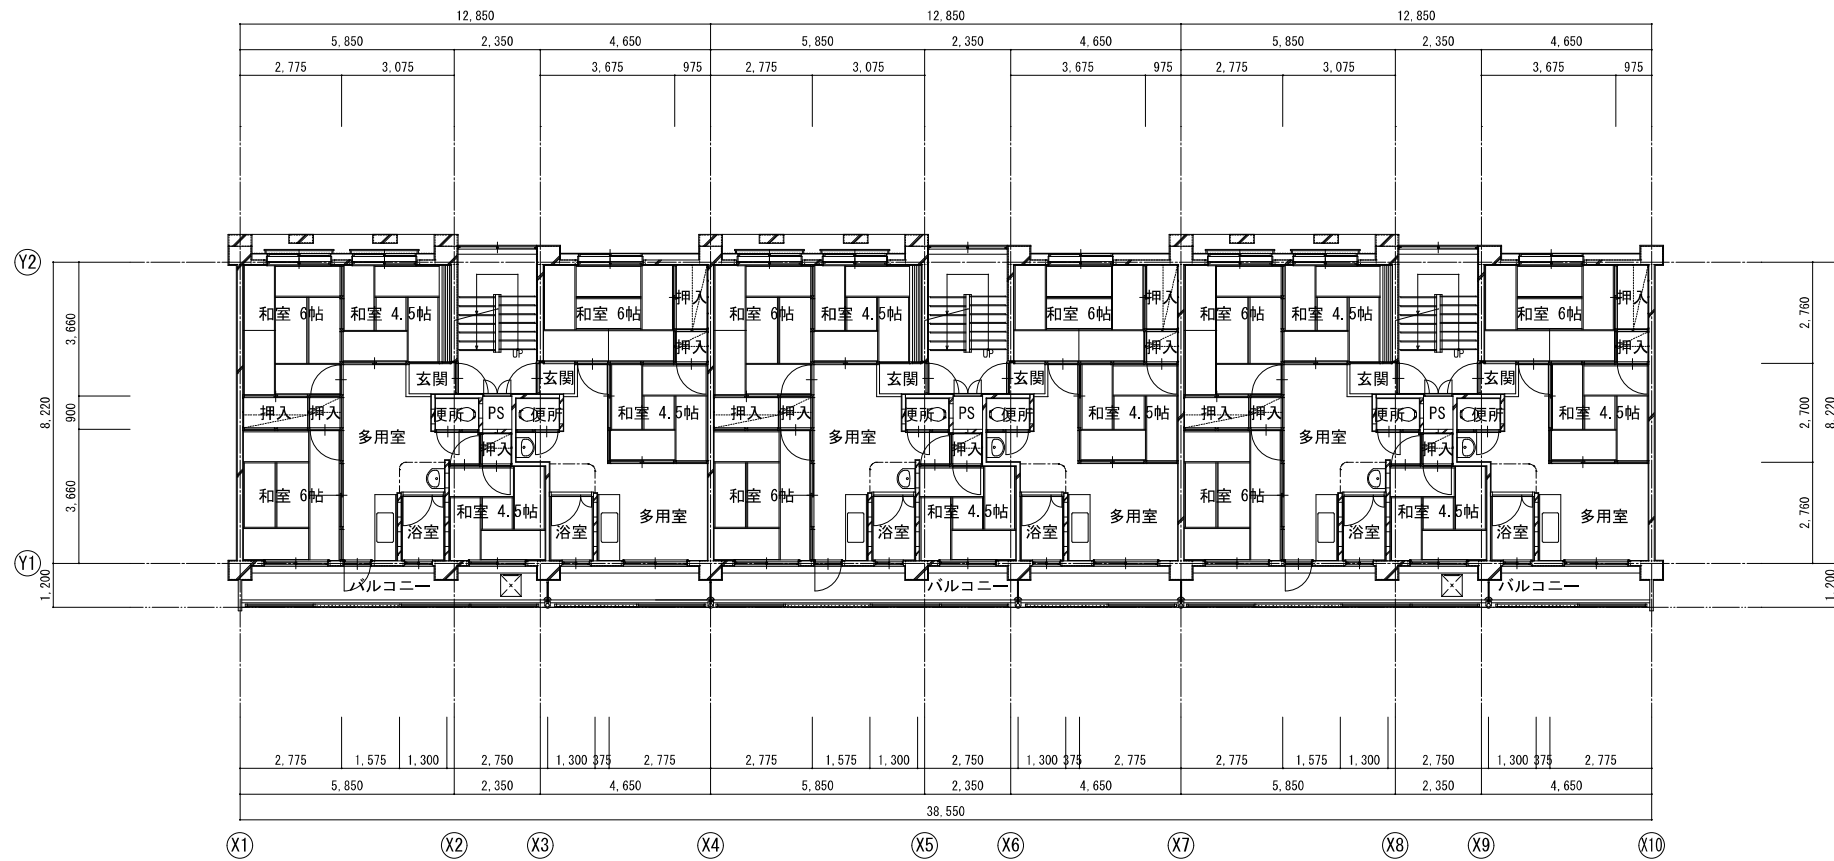 12,850 12,850 12,850
5,850 2,350 4,650 5,850 2,350 4,650 5,850 2,350 4,650
2,775 3,075 3,675 975 2,775 3,075 3,675 975 2,775 3,075 3,675 975
Y2 Y1
8,220
3,660 900 3,660
1,200
和室 6帖 和室 4.5帖 UP 和室 6帖 押入 押入
玄関 玄関
押入 押入 便所 PS 便所 和室 4.5帖
多用室 押入
和室 6帖 和室 4.5帖 多用室
浴室 浴室
バルコニー
和室 6帖 和室 4.5帖 UP 和室 6帖 押入 押入
玄関 玄関
押入 押入 便所 PS 便所 和室 4.5帖
多用室 押入
和室 6帖 和室 4.5帖 多用室
浴室 浴室
バルコニー
和室 6帖 和室 4.5帖 UP 和室 6帖 押入 押入
玄関 玄関
押入 押入 便所 PS 便所 和室 4.5帖
多用室 押入
和室 6帖 和室 4.5帖 多用室
浴室 浴室
バルコニー
2,760 2,700 2,760
8,220
1,200
2,775 1,575 1,300 2,750 1,300 375 2,775 2,775 1,575 1,300 2,750 1,300 375 2,775 2,775 1,575 1,300 2,750 1,300 375 2,775
5,850 2,350 4,650 5,850 2,350 4,650 5,850 2,350 4,650
38,550
X1 X2 X3 X4 X5 X6 X7 X8 X9 X10